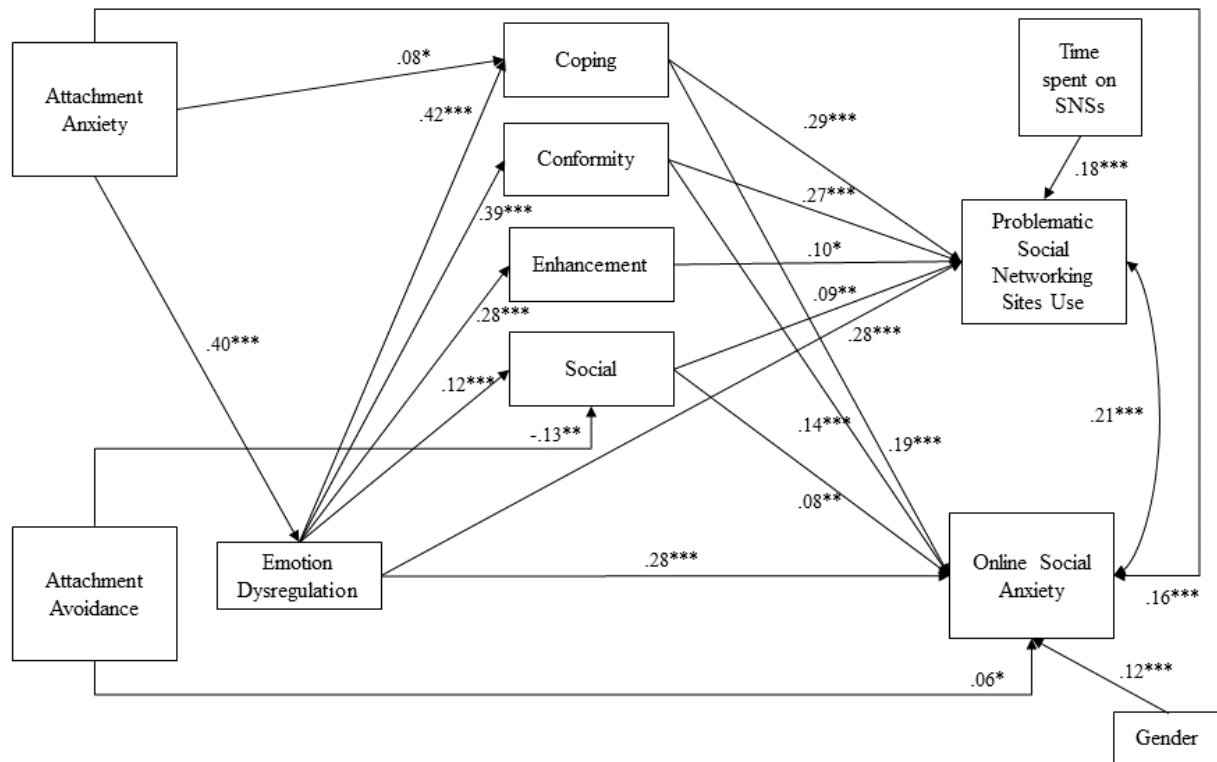 Attachment
Anxiety
Coping
Time
spent on
SNSs
.08*
.42***
.29***
Conformity
.18***
.39***
.27***
Enhancement
.10*
Problematic
Social
Networking
Sites Use
.28***
.09**
.40***
.28***
Social
.12***
-.13**
.14***
.21***
.19***
.08**
Attachment
Avoidance
Emotion
Dysregulation
.28***
Online Social
Anxiety
.16***
.06*
.12***
Gender